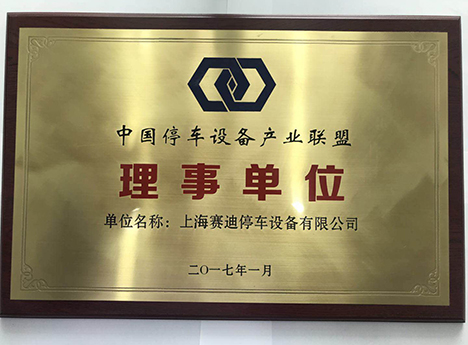 中国停车设备产业联盟
理事单位
单位名称：上海赛迪停车设备有限公司
二〇一七年一月